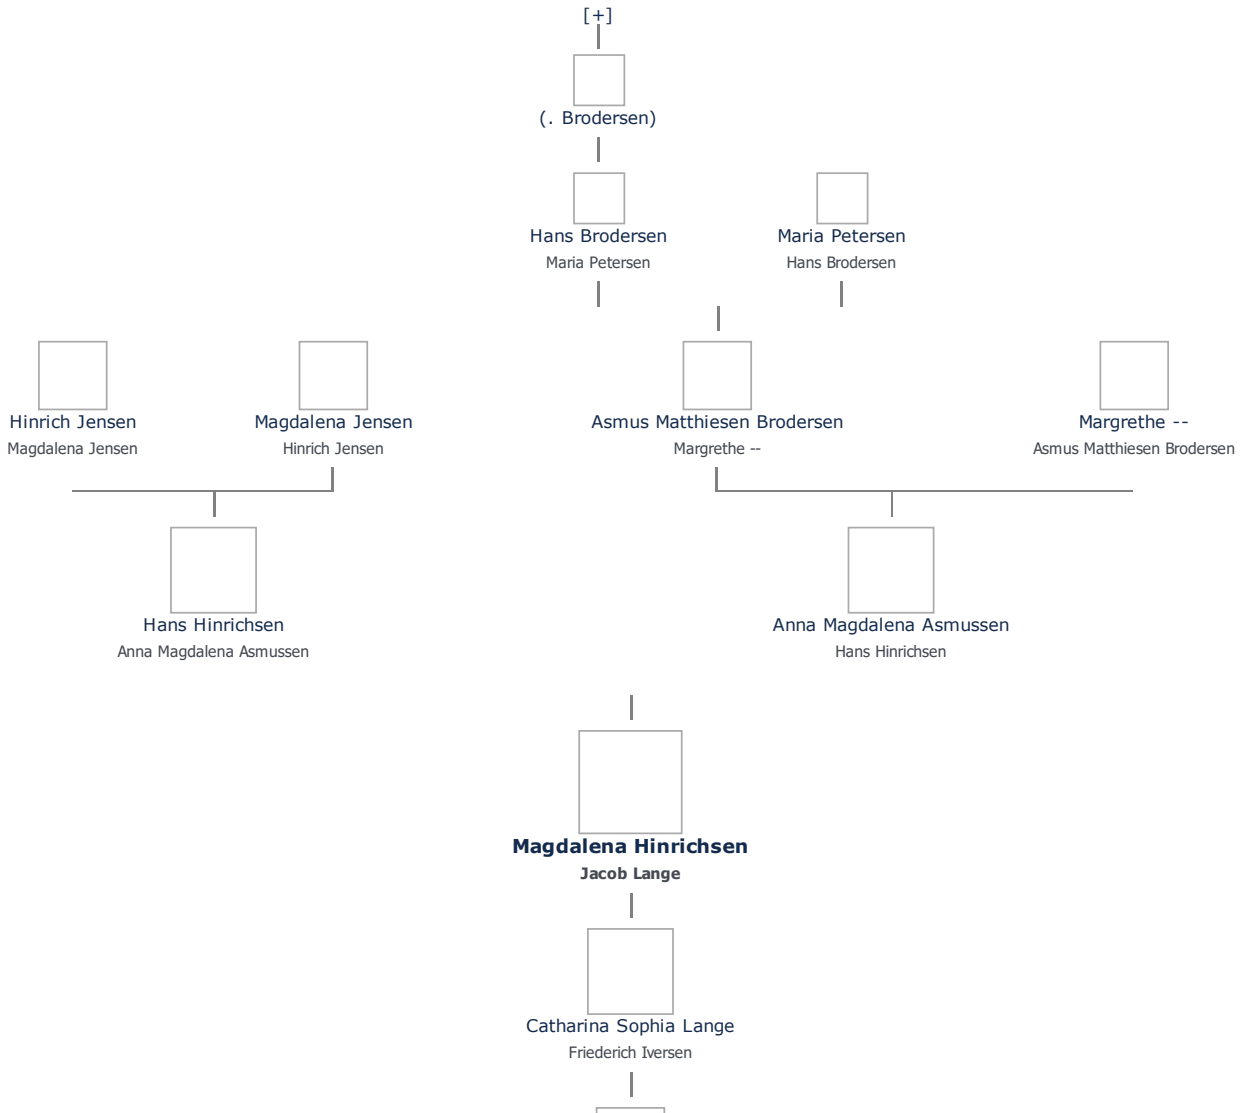 [+]
(. Brodersen)
Hans Brodersen
Maria Petersen
Maria Petersen
Hans Brodersen
Hinrich Jensen
Magdalena Jensen
Magdalena Jensen
Hinrich Jensen
Asmus Matthiesen Brodersen
Margrethe --
Margrethe --
Asmus Matthiesen Brodersen
Hans Hinrichsen
Anna Magdalena Asmussen
Anna Magdalena Asmussen
Hans Hinrichsen
Magdalena Hinrichsen
Jacob Lange
Catharina Sophia Lange
Friederich Iversen